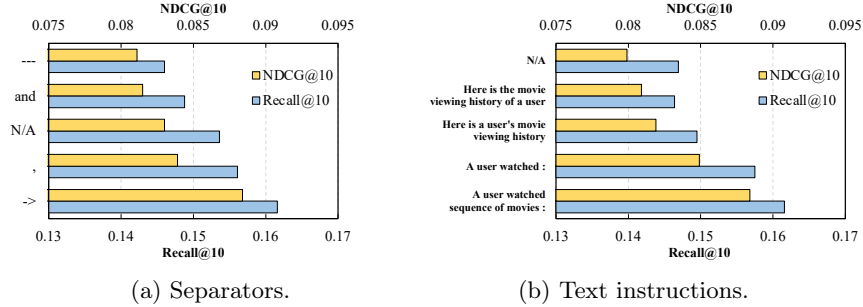 NDCG@10
0.075 0.08 0.085 0.09 0.095
---
and
N/A
,
->
NDCG@10
Recall@10
0.13 0.14 0.15 0.16 0.17
Recall@10
(a) Separators.
NDCG@10
0.075 0.08 0.085 0.09 0.095
N/A
Here is the movie
viewing history of a user
Here is a user's movie
viewing history
A user watched :
A user watched
sequence of movies :
NDCG@10
Recall@10
0.13 0.14 0.15 0.16 0.17
Recall@10
(b) Text instructions.